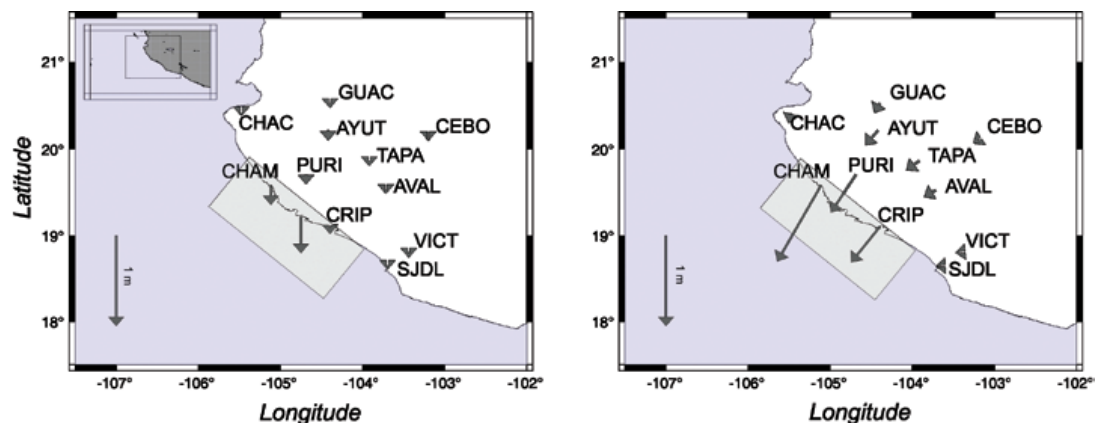 21°
20°
19°
18°
Latitude
GUAC
CHAC
AYUT
CEBO
TAPA
PURI
CHAM
AVAL
CRIP
VICT
SJDL
1 m
-107°
-106°
-105°
-104°
-103°
-102°
Longitude
21°
20°
19°
18°
GUAC
CHAC
AYUT
CEBO
TAPA
PURI
CHAM
AVAL
CRIP
VICT
SJDL
1 m
-107°
-106°
-105°
-104°
-103°
-102°
Longitude